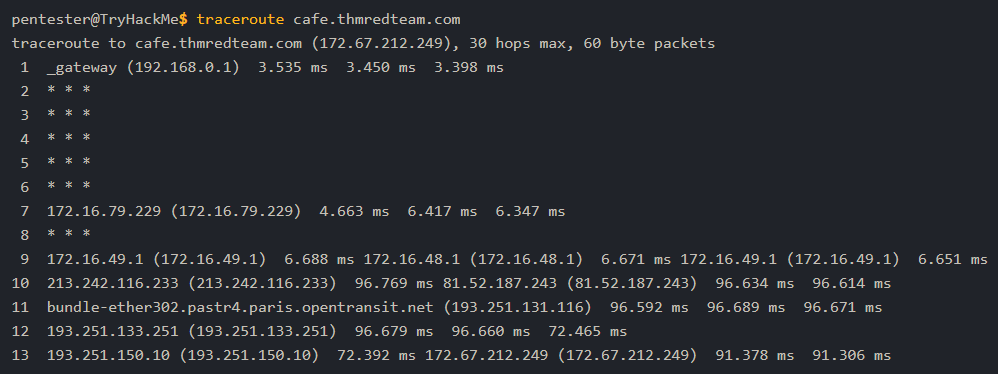 pentester@TryHackMe$ traceroute cafe.thmredteam.com
traceroute to cafe.thmredteam.com (172.67.212.249), 30 hops max, 60 byte packets
 1  _gateway (192.168.0.1)  3.535 ms  3.450 ms  3.398 ms
 2  * * *
 3  * * *
 4  * * *
 5  * * *
 6  * * *
 7  172.16.79.229 (172.16.79.229)  4.663 ms  6.417 ms  6.347 ms
 8  * * *
 9  172.16.49.1 (172.16.49.1)  6.688 ms 172.16.48.1 (172.16.48.1)  6.671 ms 172.16.49.1 (172.16.49.1)  6.651 ms
10  213.242.116.233 (213.242.116.233)  96.769 ms 81.52.187.243 (81.52.187.243)  96.634 ms  96.614 ms
11  bundle-ether302.pastr4.paris.opentransit.net (193.251.131.116)  96.592 ms  96.689 ms  96.671 ms
12  193.251.133.251 (193.251.133.251)  96.679 ms  96.660 ms  72.465 ms
13  193.251.150.10 (193.251.150.10)  72.392 ms 172.67.212.249 (172.67.212.249)  91.378 ms  91.306 ms